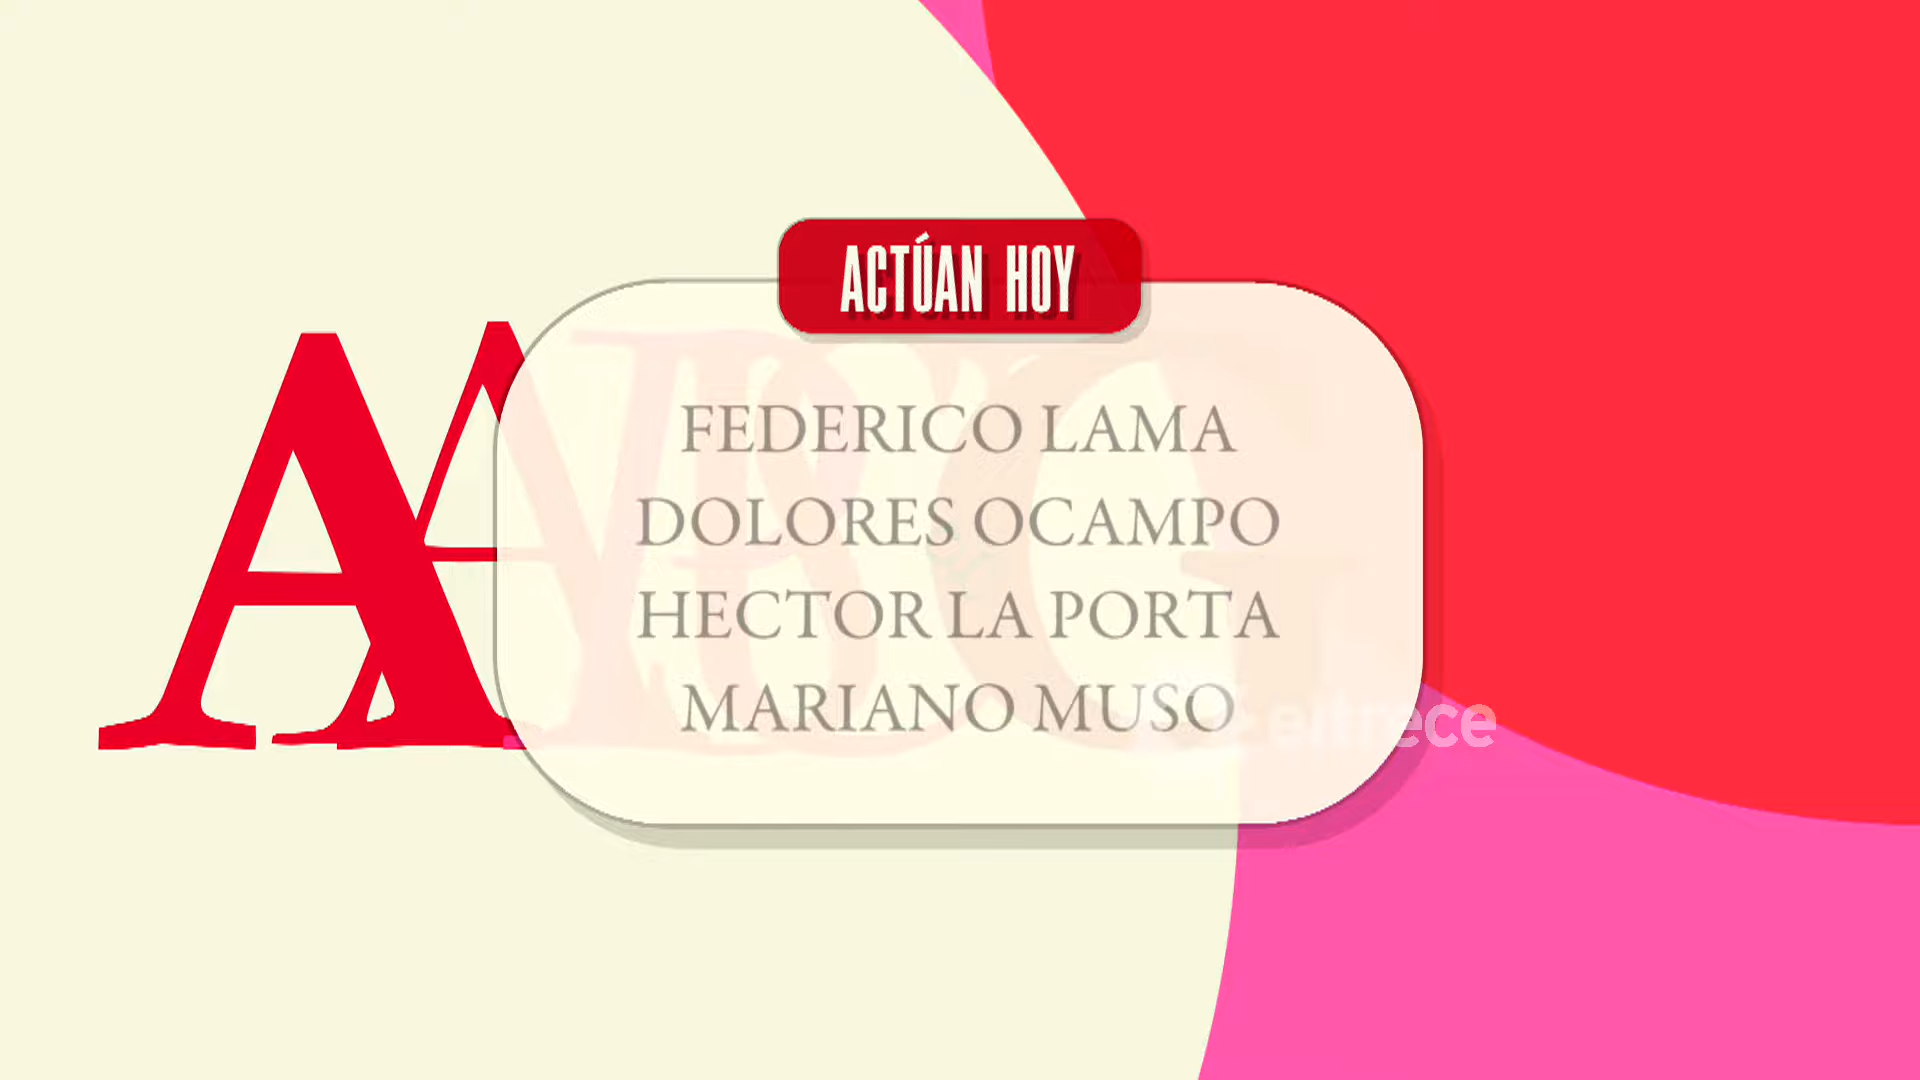 ACTÚAN HOY
FEDERICO LAMA
DOLORES OCAMPO
HECTOR LA PORTA
MARIANO MUSO
eltrece